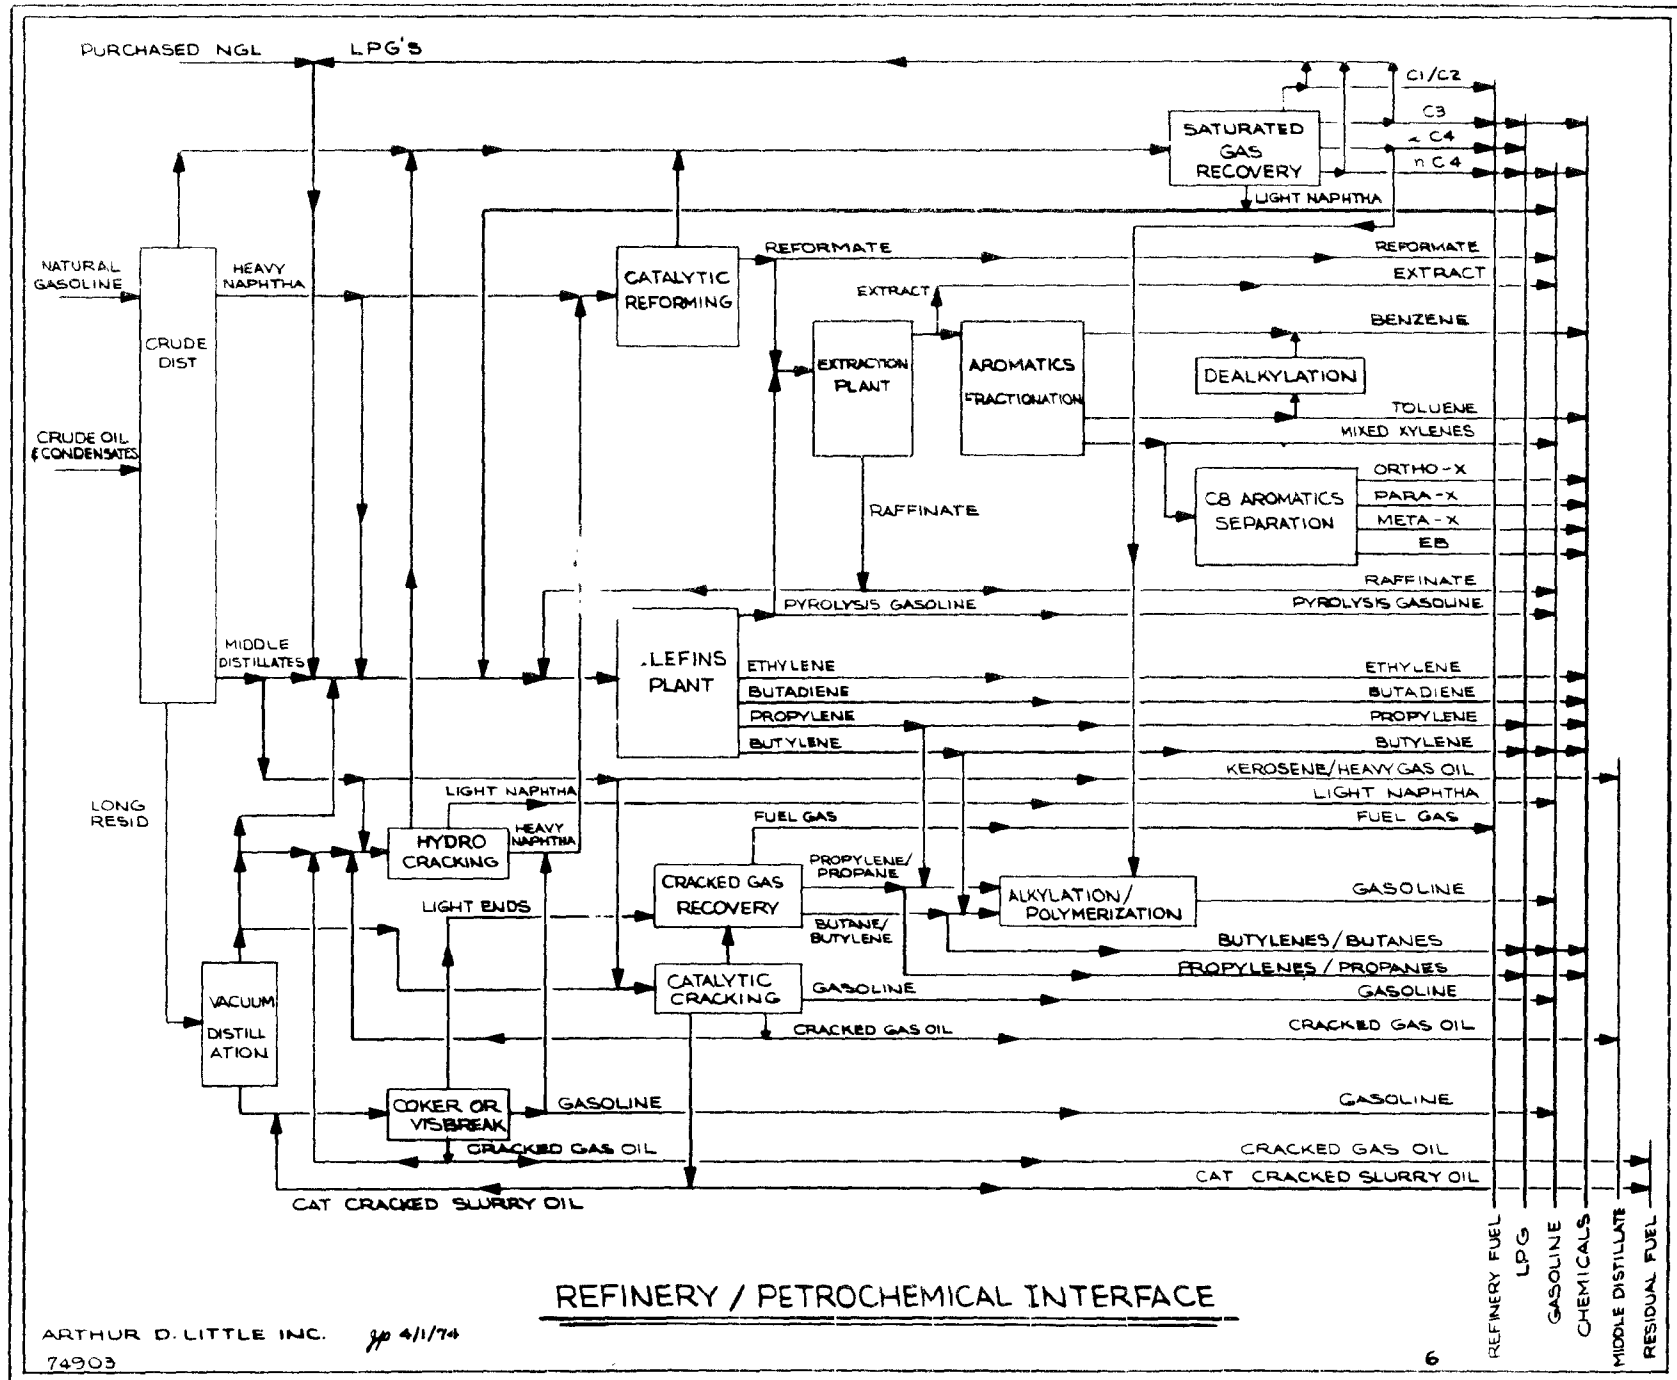 PURCHASED NGL
LPG'S
C1/C2
C3
C4
nC4
SATURATED
GAS
RECOVERY
LIGHT NAPHTHA
NATURAL
GASOLINE
HEAVY
NAPHTHA
CRUDE
DIST
CRUDE OIL
& CONDENSATES
CATALYTIC
REFORMING
REFORMATE
REFORMATE
EXTRACT
EXTRACT
EXTRACTION
PLANT
AROMATICS
FRACTIONATION
BENZENE
DEALKYLATION
TOLUENE
MIXED XYLENES
C8 AROMATICS
SEPARATION
ORTHO-X
PARA-X
META-X
EB
RAFFINATE
RAFFINATE
PYROLYSIS GASOLINE
PYROLYSIS GASOLINE
MIDDLE
DISTILLATES
.LEFINS
PLANT
ETHYLENE
ETHYLENE
BUTADIENE
BUTADIENE
PROPYLENE
PROPYLENE
BUTYLENE
BUTYLENE
KEROSENE/HEAVY GAS OIL
LONG
RESID
LIGHT NAPHTHA
LIGHT NAPHTHA
FUEL GAS
FUEL GAS
HYDRO
CRACKING
HEAVY
NAPHTHA
CRACKED GAS
RECOVERY
PROPYLENE/
PROPANE
LIGHT ENDS
BUTANE/
BUTYLENE
ALKYLATION/
POLYMERIZATION
GASOLINE
BUTYLENES/BUTANES
PROPYLENES/PROPANES
CATALYTIC
CRACKING
GASOLINE
GASOLINE
VACUUM
DISTILL
ATION
CRACKED GAS OIL
CRACKED GAS OIL
COKER OR
VISBREAK
GASOLINE
GASOLINE
CRACKED GAS OIL
CRACKED GAS OIL
CAT CRACKED SLURRY OIL
CAT CRACKED SLURRY OIL
REFINERY FUEL
LPG
GASOLINE
CHEMICALS
MIDDLE DISTILLATE
RESIDUAL FUEL
REFINERY / PETROCHEMICAL INTERFACE
ARTHUR D. LITTLE INC.
4/1/74
74903
6